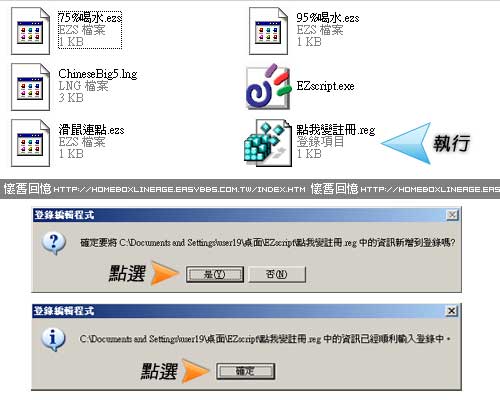 75%喝水.ezs
EZS 檔案
1 KB
95%喝水.ezs
EZS 檔案
1 KB
ChineseBig5.lng
LNG 檔案
3 KB
EZscript.exe
滑鼠連點.ezs
EZS 檔案
1 KB
點我變註冊.reg
登錄項目
1 KB
執行
懷舊回憶 HTTP://HOMEBOXLINEAGE.EASYBBS.COM.TW/INDEX.HTM 懷舊回憶 HTTP://HOMEBOXLINEAGE.EAS
登錄編輯程式
確定要將 C:\Documents and Settings\user19\桌面\EZscript\點我變註冊.reg 中的資訊新增到登錄嗎?
點選
是(Y)
否(N)
登錄編輯程式
C:\Documents and Settings\user19\桌面\EZscript\點我變註冊.reg 中的資訊已經順利輸入登錄中。
點選
確定